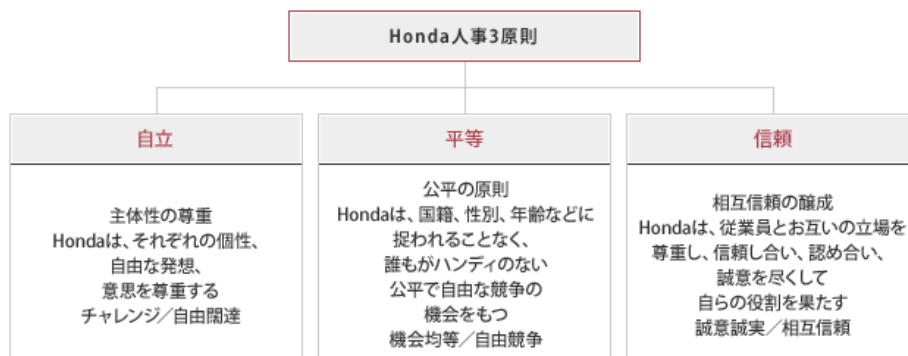 Honda人事3原則
自立
主体性の尊重
Hondaは、それぞれの個性、
自由な発想、
意思を尊重する
チャレンジ／自由闊達
平等
公平の原則
Hondaは、国籍、性別、年齢などに
捉われることなく、
誰もがハンディのない
公平で自由な競争の
機会をもつ
機会均等／自由競争
信頼
相互信頼の醸成
Hondaは、従業員とお互いの立場を
尊重し、信頼し合い、認め合い、
誠意を尽くして
自らの役割を果たす
誠意誠実／相互信頼